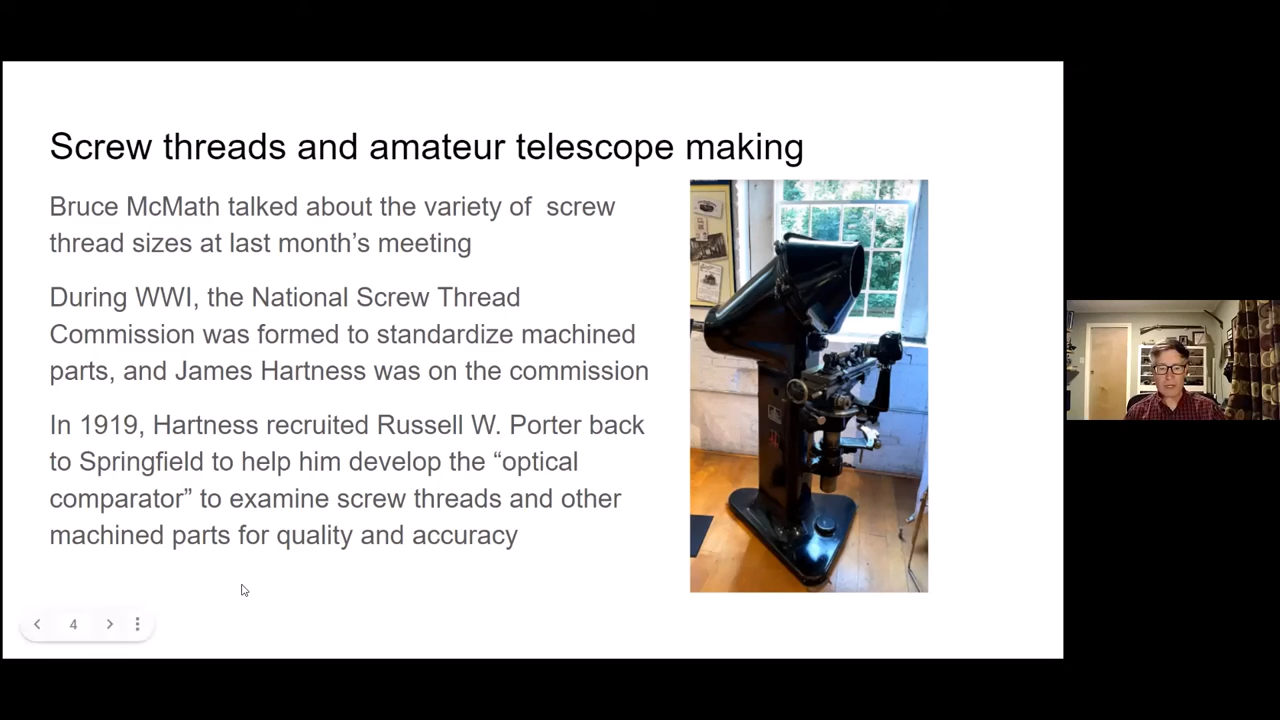 Screw threads and amateur telescope making
Bruce McMath talked about the variety of  screw
thread sizes at last month’s meeting
During WWI, the National Screw Thread
Commission was formed to standardize machined
parts, and James Hartness was on the commission
In 1919, Hartness recruited Russell W. Porter back
to Springfield to help him develop the “optical
comparator” to examine screw threads and other
machined parts for quality and accuracy
4